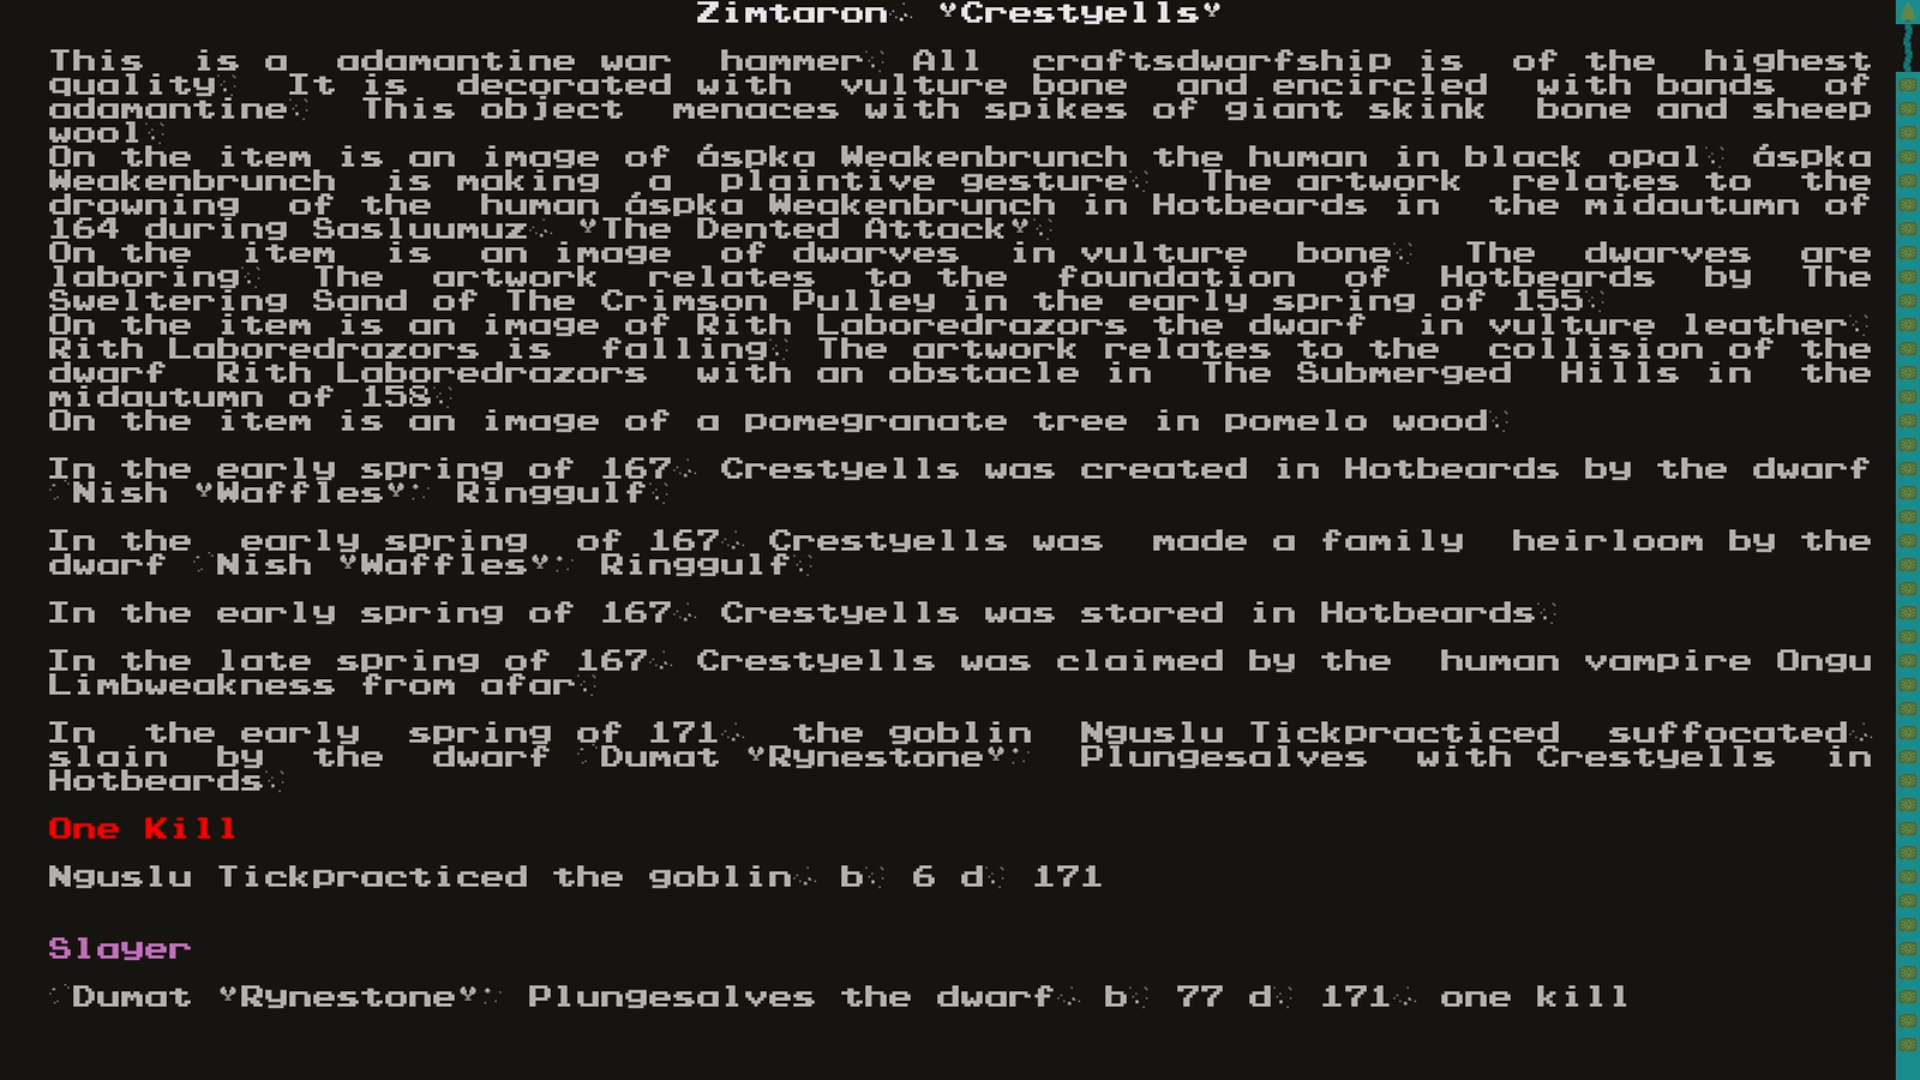 Zimtaron "Crestyells"
This is a adamantine war hammer All craftsdwarfship is of the highest
quality It is decorated with vulture bone and encircled with bands of
adamantine This object menaces with spikes of giant skink bone and sheep
wool
On the item is an image of áspka Weakenbrunch the human in black opal áspka
Weakenbrunch is making a plaintive gesture The artwork relates to the
drowning of the human áspka Weakenbrunch in Hotbeards in the midautumn of
164 during Sasluumuz "The Dented Attack"
On the item is an image of dwarves in vulture bone The dwarves are
laboring The artwork relates to the foundation of Hotbeards by The
Sweltering Sand of The Crimson Pulley in the early spring of 155
On the item is an image of Rith Laboredrazors the dwarf in vulture leather
Rith Laboredrazors is falling The artwork relates to the collision of the
dwarf Rith Laboredrazors with an obstacle in The Submerged Hills in the
midautumn of 158
On the item is an image of a pomegranate tree in pomelo wood
In the early spring of 167 Crestyells was created in Hotbeards by the dwarf
Nish "Waffles" Ringgulf
In the early spring of 167 Crestyells was made a family heirloom by the
dwarf Nish "Waffles" Ringgulf
In the early spring of 167 Crestyells was stored in Hotbeards
In the late spring of 167 Crestyells was claimed by the human vampire Ongu
Limbweakness from afar
In the early spring of 171 the goblin Nguslu Tickpracticed suffocated
slain by the dwarf Dumat "Rynestone" Plungesalves with Crestyells in
Hotbeards
One Kill
Nguslu Tickpracticed the goblin b 6 d 171
Slayer
Dumat "Rynestone" Plungesalves the dwarf b 77 d 171 one kill